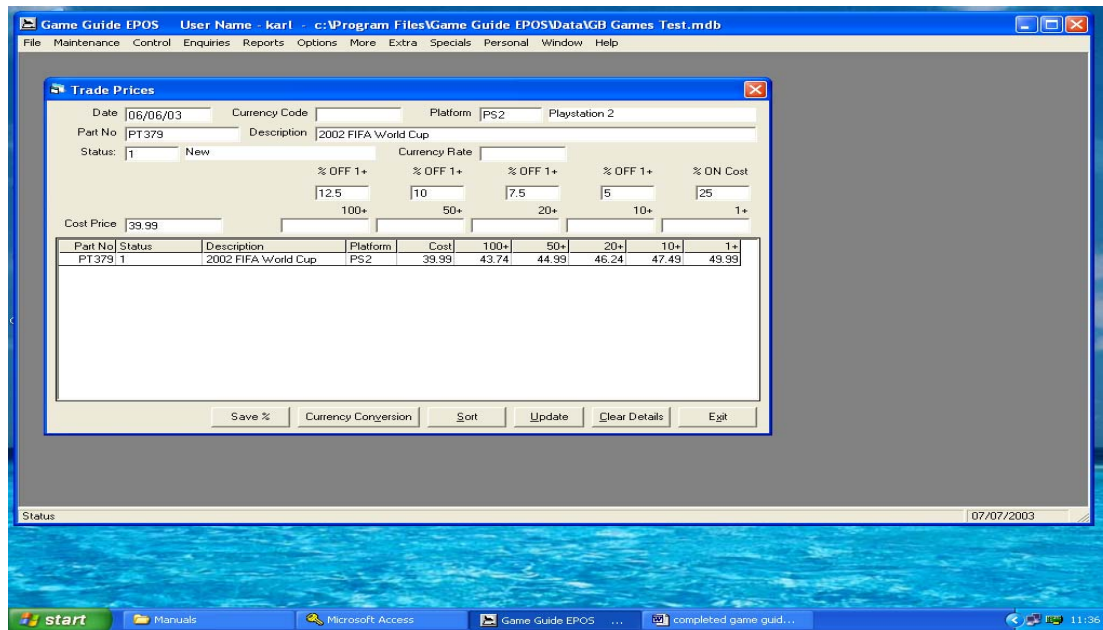 Game Guide EPOS User Name - karl - c:\Program Files\Game Guide EPOS\Data\GB Games Test.mdb
File Maintenance Control Enquiries Reports Options More Extra Specials Personal Window Help
Trade Prices
Date 06/06/03 Currency Code Platform PS2 Playstation 2
Part No PT379 Description 2002 FIFA World Cup
Status: 1 New Currency Rate
% OFF 1+ % OFF 1+ % OFF 1+ % OFF 1+ % ON Cost
12.5 10 7.5 5 25
100+ 50+ 20+ 10+ 1+
Cost Price 39.99
Part No Status Description Platform Cost 100+ 50+ 20+ 10+ 1+
PT379 1 2002 FIFA World Cup PS2 39.99 43.74 44.99 46.24 47.49 49.99
Save % Currency Conversion Sort Update Clear Details Exit
Status 07/07/2003
start Manuals Microsoft Access Game Guide EPOS ... completed game guid... 11:36